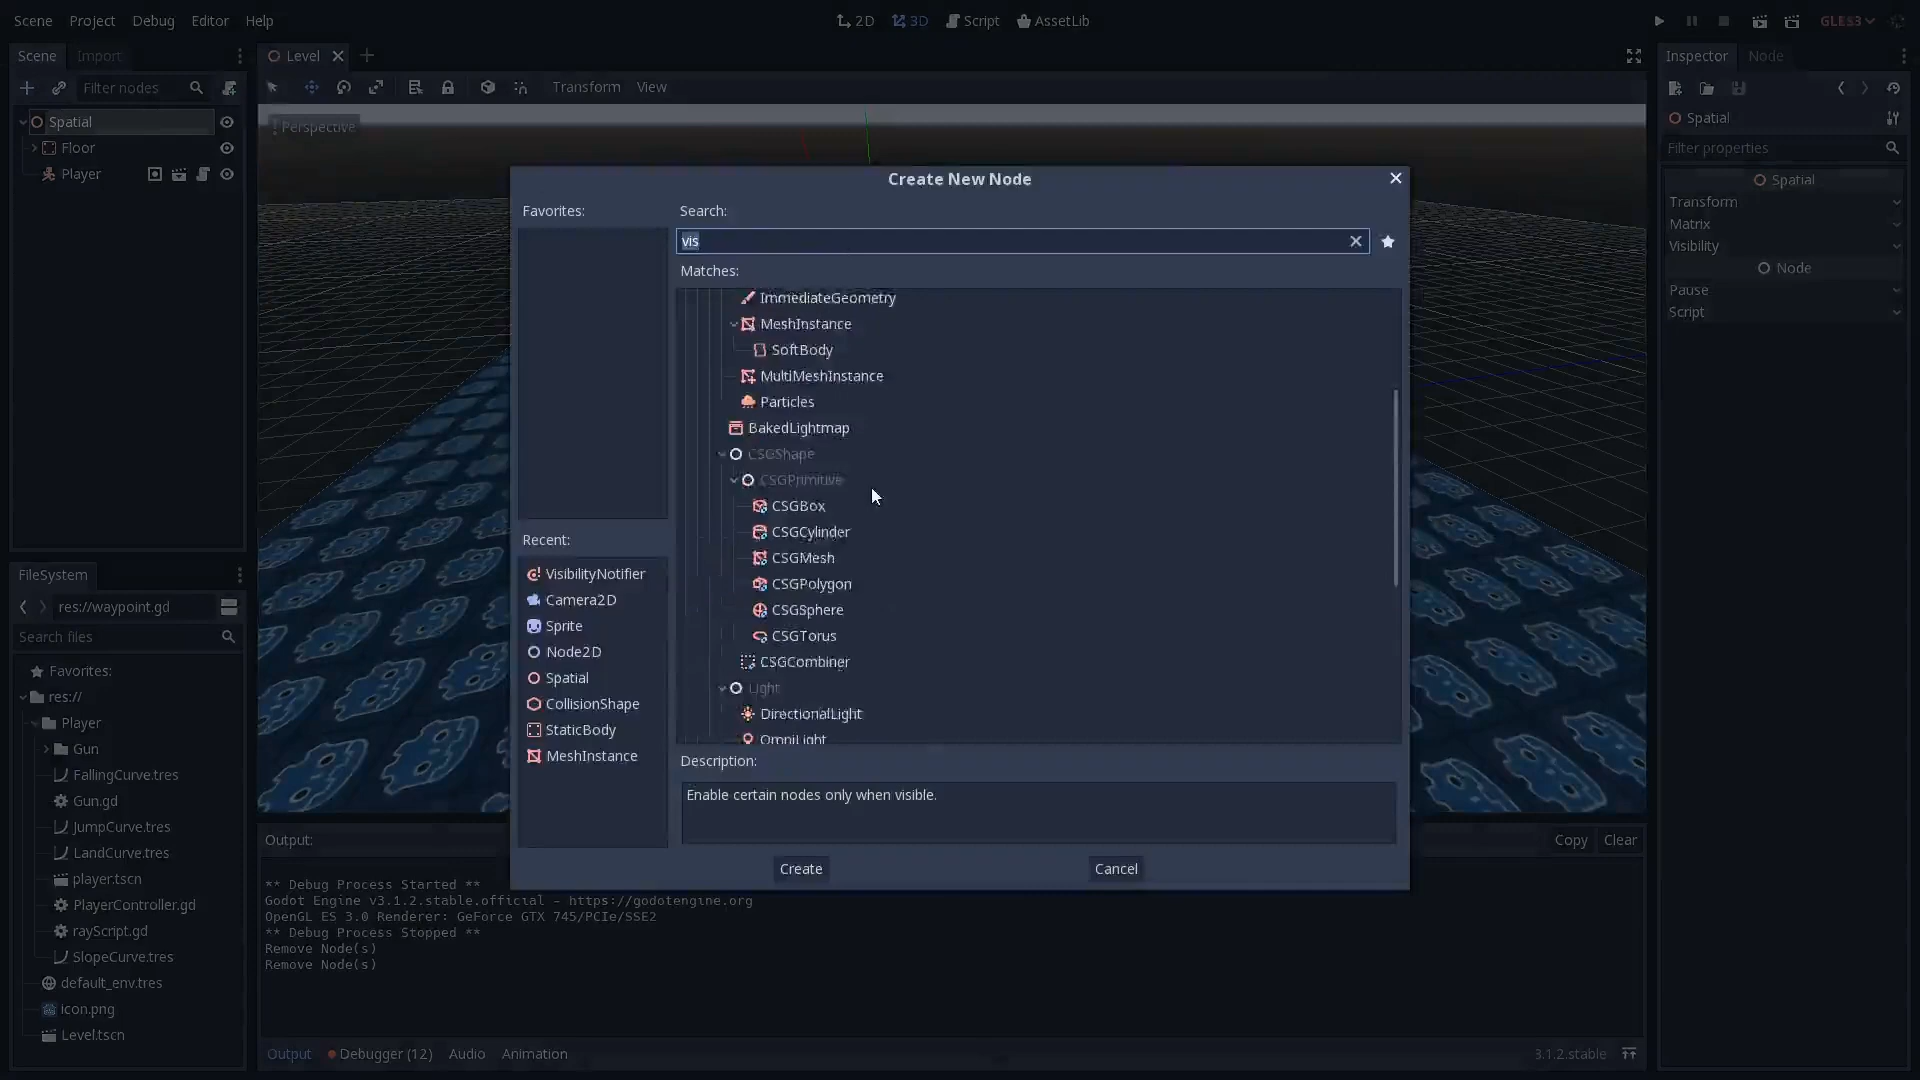 Scene Project Debug Editor Help
2D 3D Script AssetLib
GLES3
Scene Import
Level
Inspector Node
Filter nodes
Transform View
Spatial
Floor
Player
Perspective
Spatial
Filter properties
Spatial
Transform
Matrix
Visibility
Node
Pause
Script
Create New Node
Favorites:
Search:
vis
Matches:
ImmediateGeometry
MeshInstance
SoftBody
MultiMeshInstance
Particles
BakedLightmap
CSGShape
CSGPrimitive
CSGBox
CSGCylinder
CSGMesh
CSGPolygon
CSGSphere
CSGTorus
CSGCombiner
Light
DirectionalLight
OmniLight
Recent:
VisibilityNotifier
Camera2D
Sprite
Node2D
Spatial
CollisionShape
StaticBody
MeshInstance
Description:
Enable certain nodes only when visible.
Create Cancel
FileSystem
res://waypoint.gd
Search files
Favorites:
res://
Player
Gun
FallingCurve.tres
Gun.gd
JumpCurve.tres
LandCurve.tres
player.tscn
PlayerController.gd
rayScript.gd
SlopeCurve.tres
default_env.tres
icon.png
Level.tscn
Output:
Copy Clear
** Debug Process Started **
Godot Engine v3.1.2.stable.official - https://godotengine.org
OpenGL ES 3.0 Renderer: GeForce GTX 745/PCIe/SSE2
** Debug Process Stopped **
Remove Node(s)
Remove Node(s)
Output Debugger (12) Audio Animation
3.1.2.stable